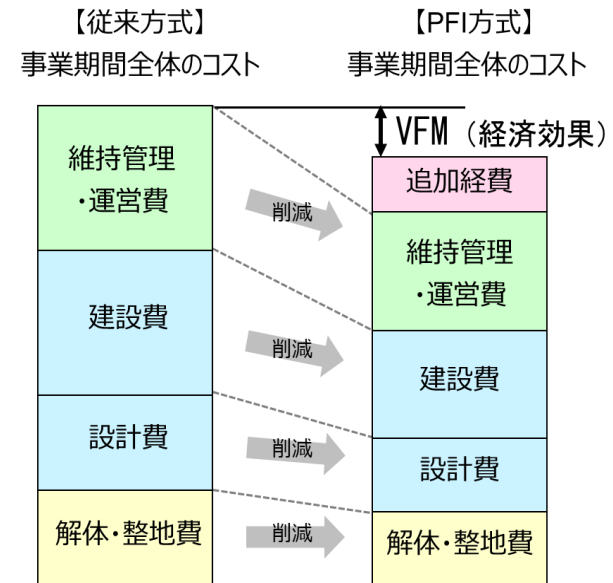 【従来方式】
事業期間全体のコスト
【PFI方式】
事業期間全体のコスト
VFM（経済効果）
維持管理
・運営費
建設費
設計費
解体・整地費
削減
削減
削減
削減
追加経費
維持管理
・運営費
建設費
設計費
解体・整地費